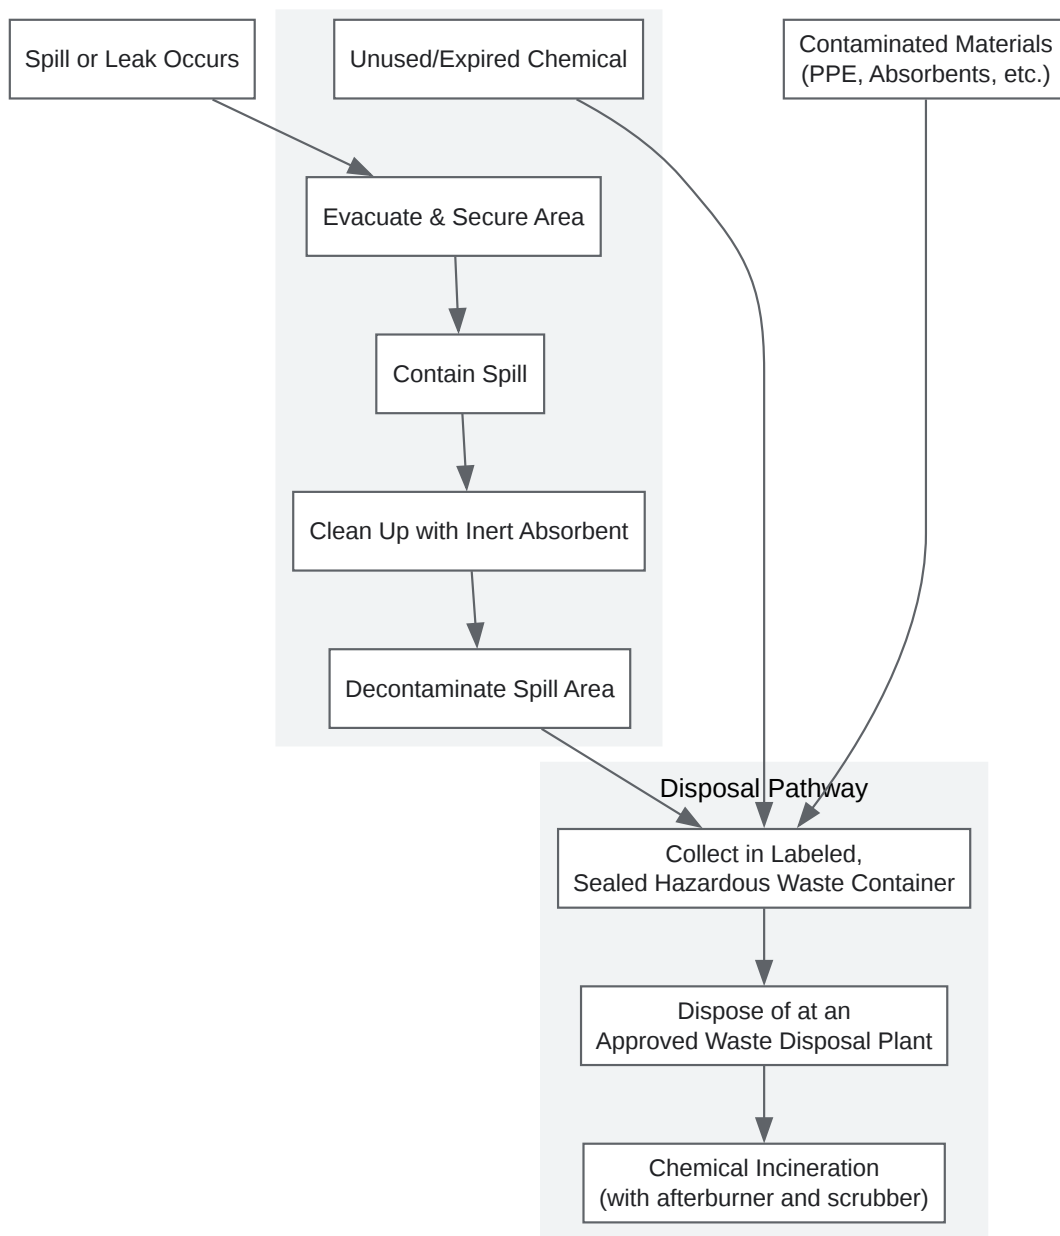 Spill or Leak Occurs
Unused/Expired Chemical
Contaminated Materials
(PPE, Absorbents, etc.)
Evacuate & Secure Area
Contain Spill
Clean Up with Inert Absorbent
Decontaminate Spill Area
Disposal Pathway
Collect in Labeled,
Sealed Hazardous Waste Container
Dispose of at an
Approved Waste Disposal Plant
Chemical Incineration
(with afterburner and scrubber)